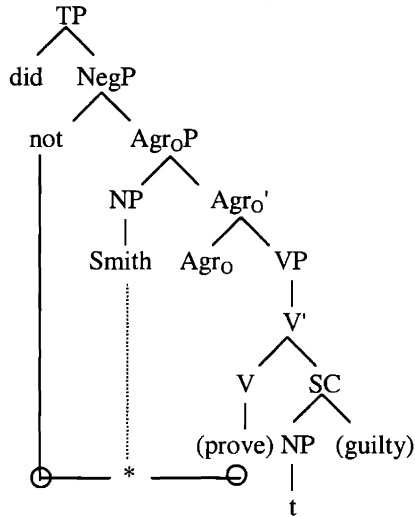 TP
did NegP
not AgroP
NP Agro'
Smith Agro VP
V'
V SC
(prove) NP (guilty)
*
t